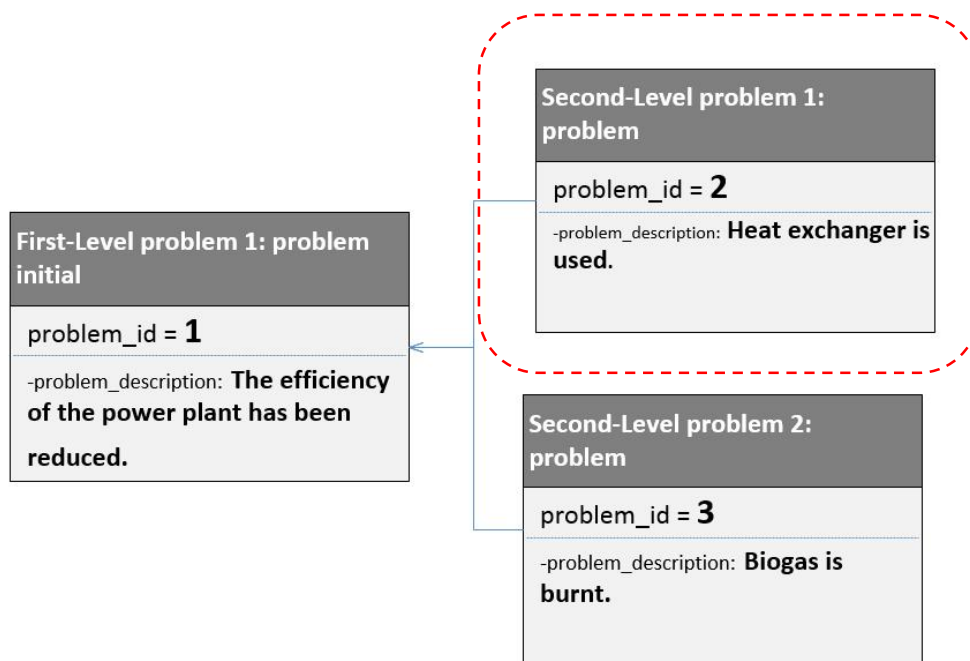 First-Level problem 1: problem
initial
problem_id = 1
-problem_description: The efficiency
of the power plant has been
reduced.
Second-Level problem 1:
problem
problem_id = 2
-problem_description: Heat exchanger is
used.
Second-Level problem 2:
problem
problem_id = 3
-problem_description: Biogas is
burnt.